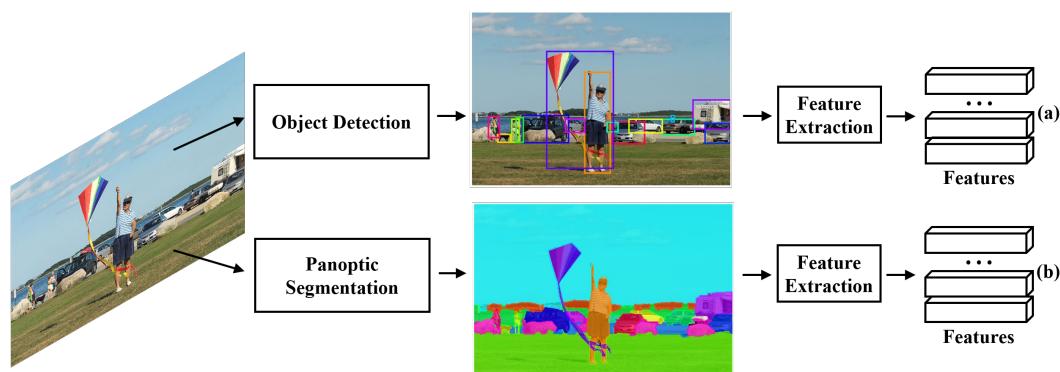 Object Detection
Feature
Extraction
...
(a)
Features
Panoptic
Segmentation
Feature
Extraction
...
(b)
Features